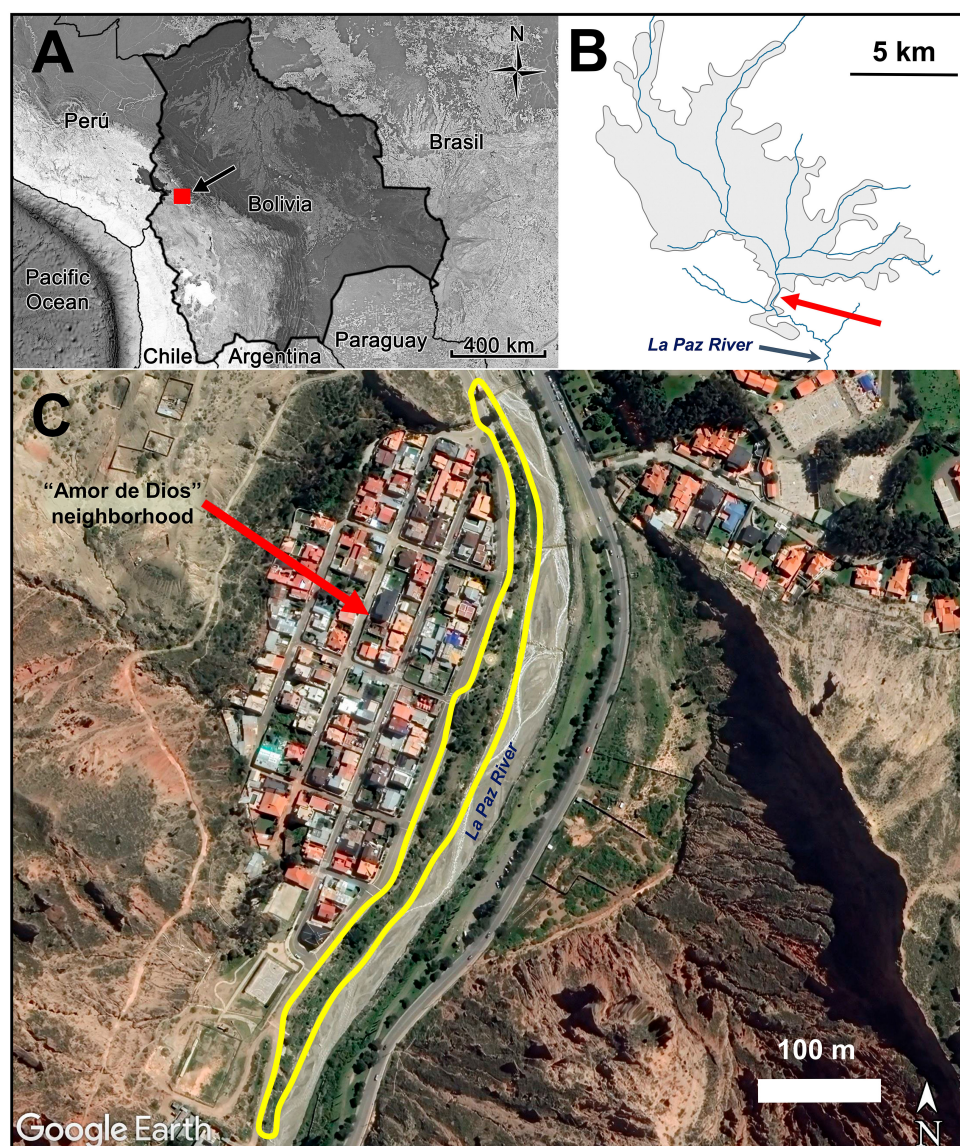 A
N
Perú
Brasil
Bolivia
Pacific
Ocean
Paraguay
Chile
Argentina
400 km
B
5 km
La Paz River
C
“Amor de Dios”
neighborhood
La Paz River
100 m
N
Google Earth